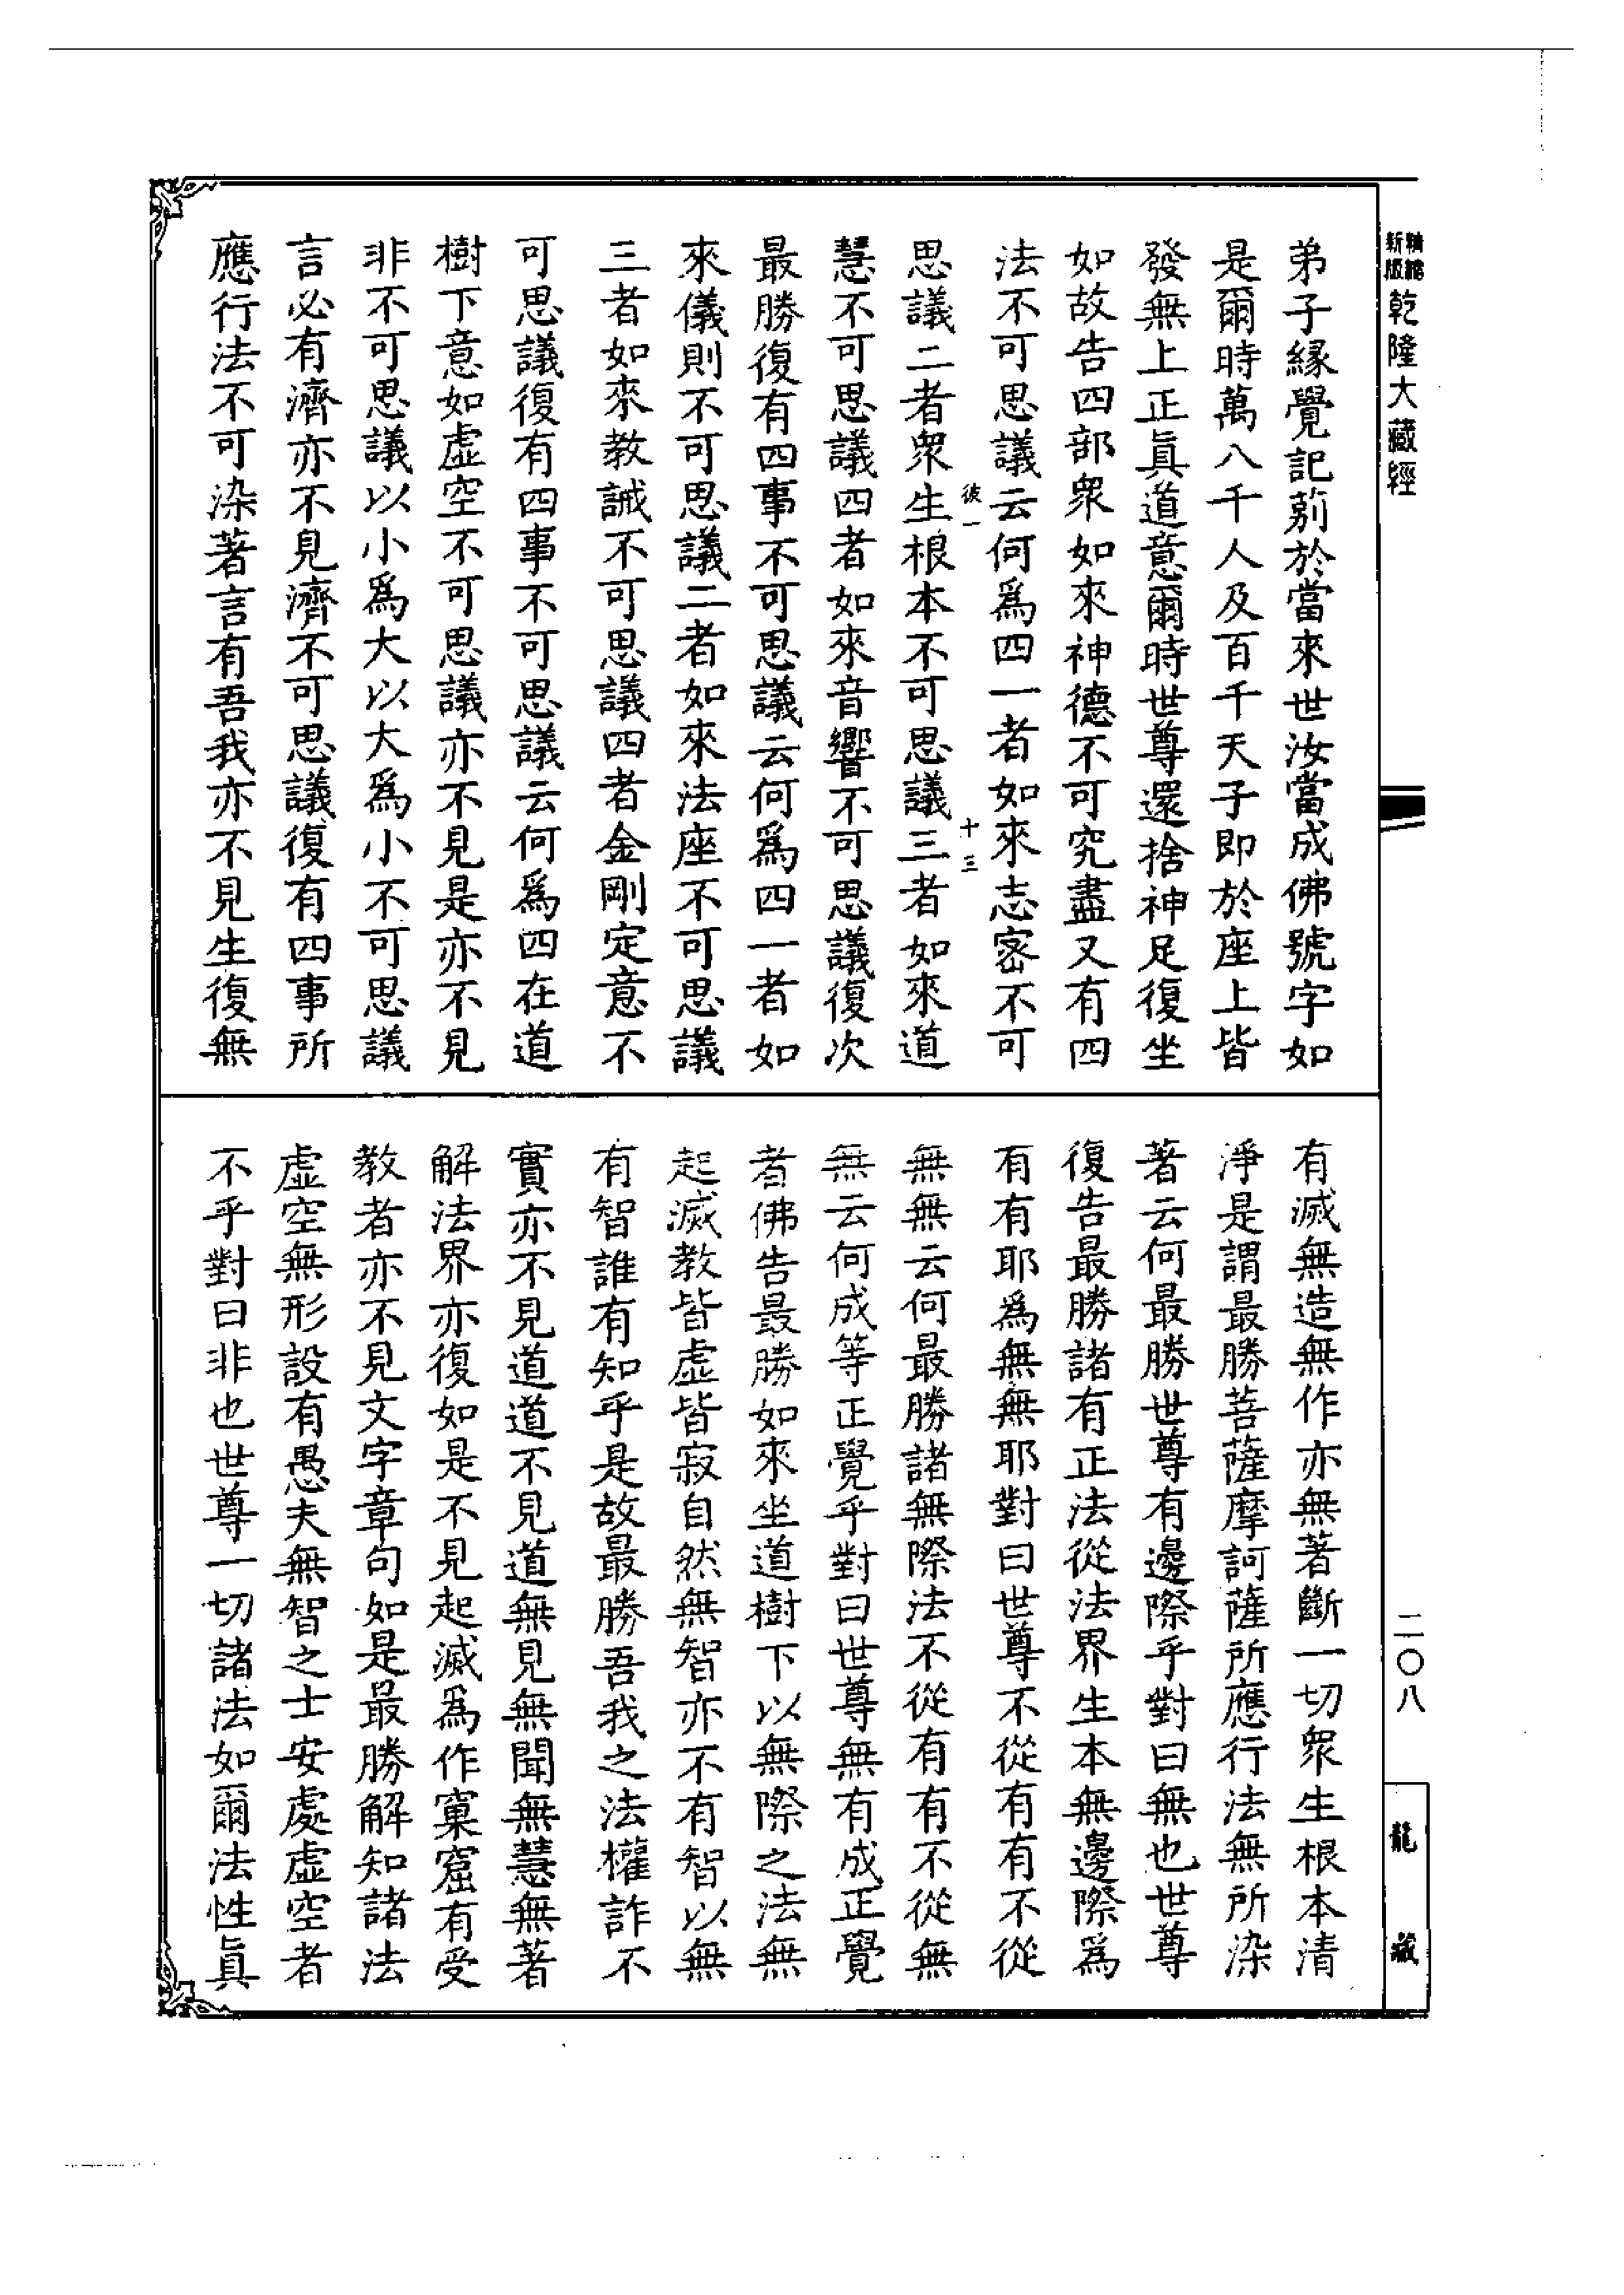 精縮新版乾隆大藏經
弟子緣覺記莂於當來世汝當成佛號字如
是爾時萬八千人及百千天子即於座上皆
發無上正眞道意爾時世尊還捨神足復坐
如故告四部衆如來神德不可究盡又有四
法不可思議云何爲四一者如來志密不可
彼一 十三
思議二者衆生根本不可思議三者如來道
慧不可思議四者如來音響不可思議復次
最勝復有四事不可思議云何爲四一者如
來儀則不可思議二者如來法座不可思議
三者如來教誡不可思議四者金剛定意不
可思議復有四事不可思議云何爲四在道
樹下意如虛空不可思議亦不見是亦不見
非不可思議以小爲大以大爲小不可思議
言必有濟亦不見濟不可思議復有四事所
應行法不可染著言有吾我亦不見生復無
有滅無造無作亦無著斷一切衆生根本清
淨是謂最勝菩薩摩訶薩所應行法無所染
著云何最勝世尊有邊際乎對曰無也世尊
復告最勝諸有正法從法界生本無邊際爲
有有耶爲無無耶對曰世尊不從有有不從
無無云何最勝諸無際法不從有有不從無
無云何成等正覺乎對曰世尊無有成正覺
者佛告最勝如來坐道樹下以無際之法無
起滅教皆虛皆寂自然無智亦不有智以無
有智誰有知乎是故最勝吾我之法權詐不
實亦不見道道不見道無見無聞無慧無著
解法界亦復如是不見起滅爲作窠窟有受
教者亦不見文字章句如是最勝解知諸法
虛空無形設有愚夫無智之士安處虛空者
不乎對曰非也世尊一切諸法如爾法性眞
二〇八
龍藏